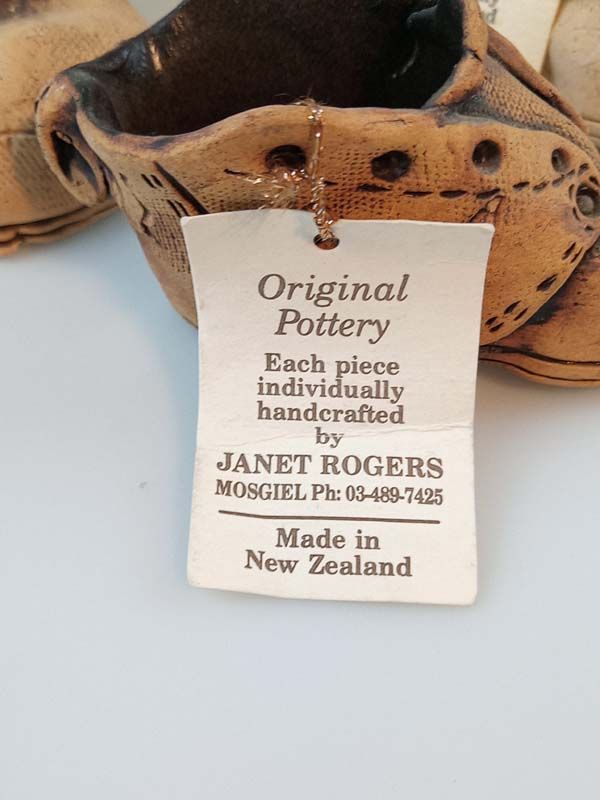 Original
Pottery
Each piece
individually
handcrafted
by
JANET ROGERS
MOSGIEL Ph: 03-489-7425
Made in
New Zealand